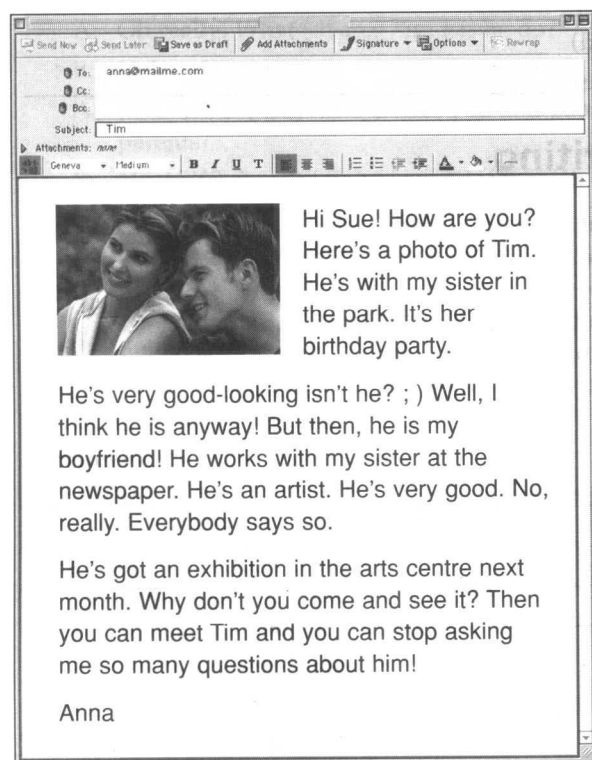 Send Now Send Later Save as Draft Add Attachments Signature Options Rewrap
To: anna@mailme.com
Cc:
Bcc:
Subject: Tim
Attachments: none
Geneva Medium B I U T A
Hi Sue! How are you?
Here's a photo of Tim.
He's with my sister in
the park. It's her
birthday party.
He's very good-looking isn't he? ; ) Well, I
think he is anyway! But then, he is my
boyfriend! He works with my sister at the
newspaper. He's an artist. He's very good. No,
really. Everybody says so.
He's got an exhibition in the arts centre next
month. Why don't you come and see it? Then
you can meet Tim and you can stop asking
me so many questions about him!
Anna